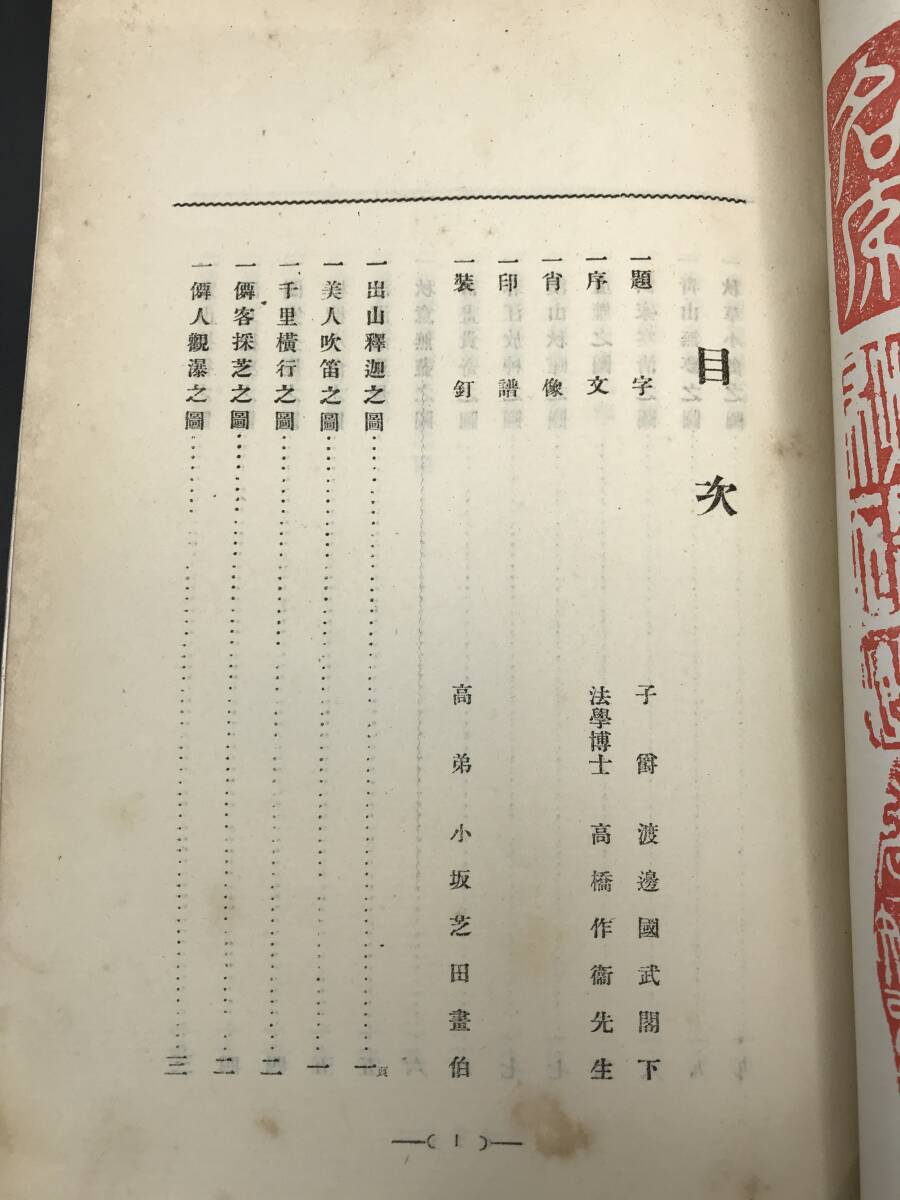 目次
一題字 子爵渡邊國武閣下
一序文 法學博士 高橋作衞先生
一肖像
一印譜
一裝釘 高弟小坂芝田畫伯
一出山釋迦之圖……一頁
一美人吹笛之圖……一
一千里橫行之圖……二
一僊客採芝之圖……二
一僊人觀瀑之圖……三
—( 1 )—